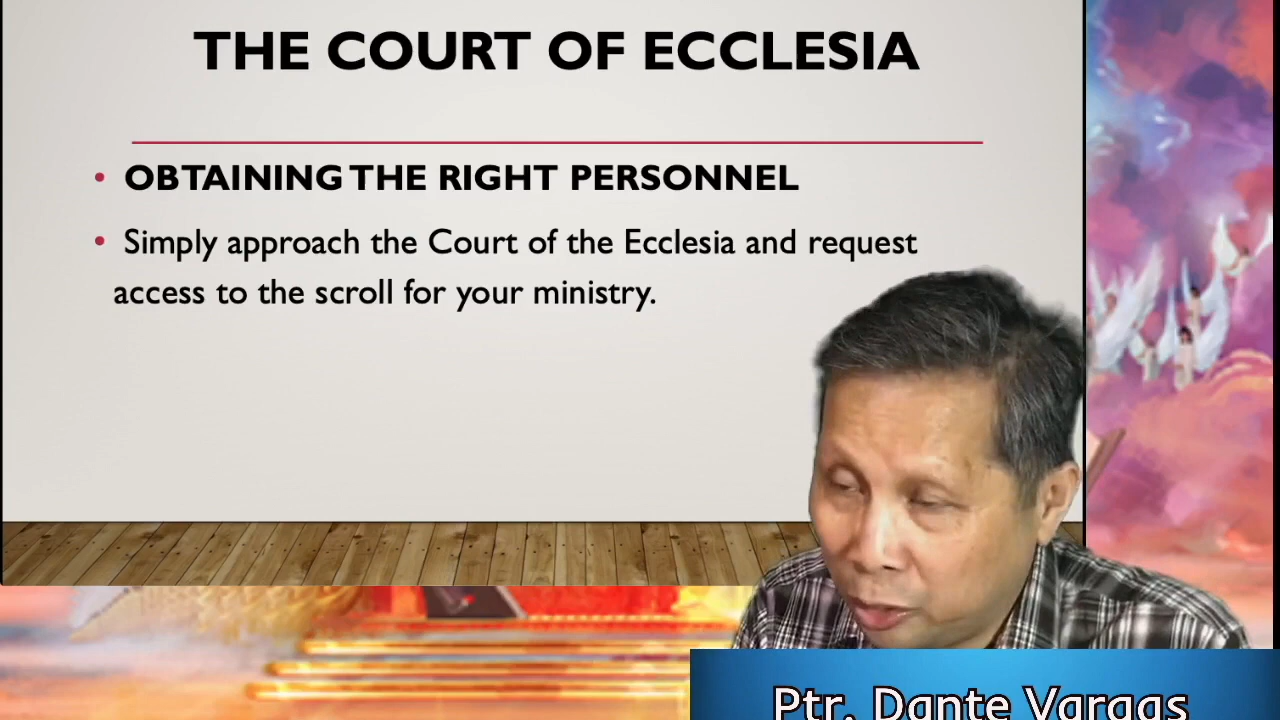 THE COURT OF ECCLESIA
• OBTAINING THE RIGHT PERSONNEL
• Simply approach the Court of the Ecclesia and request
access to the scroll for your ministry.
Ptr. Dante Vargas